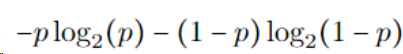 −p log₂(p) − (1 − p) log₂(1 − p)